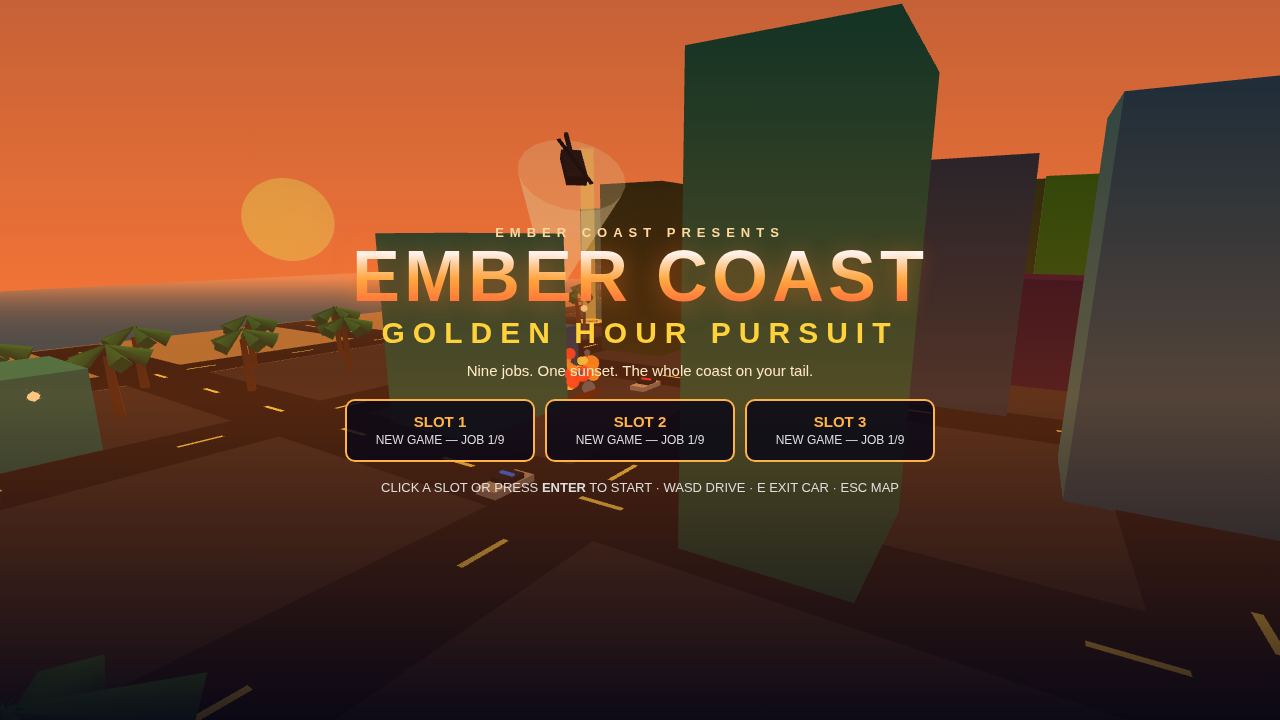 EMBER COAST PRESENTS
EMBER COAST
GOLDEN HOUR PURSUIT
Nine jobs. One sunset. The whole coast on your tail.
SLOT 1
NEW GAME — JOB 1/9
SLOT 2
NEW GAME — JOB 1/9
SLOT 3
NEW GAME — JOB 1/9
CLICK A SLOT OR PRESS ENTER TO START · WASD DRIVE · E EXIT CAR · ESC MAP